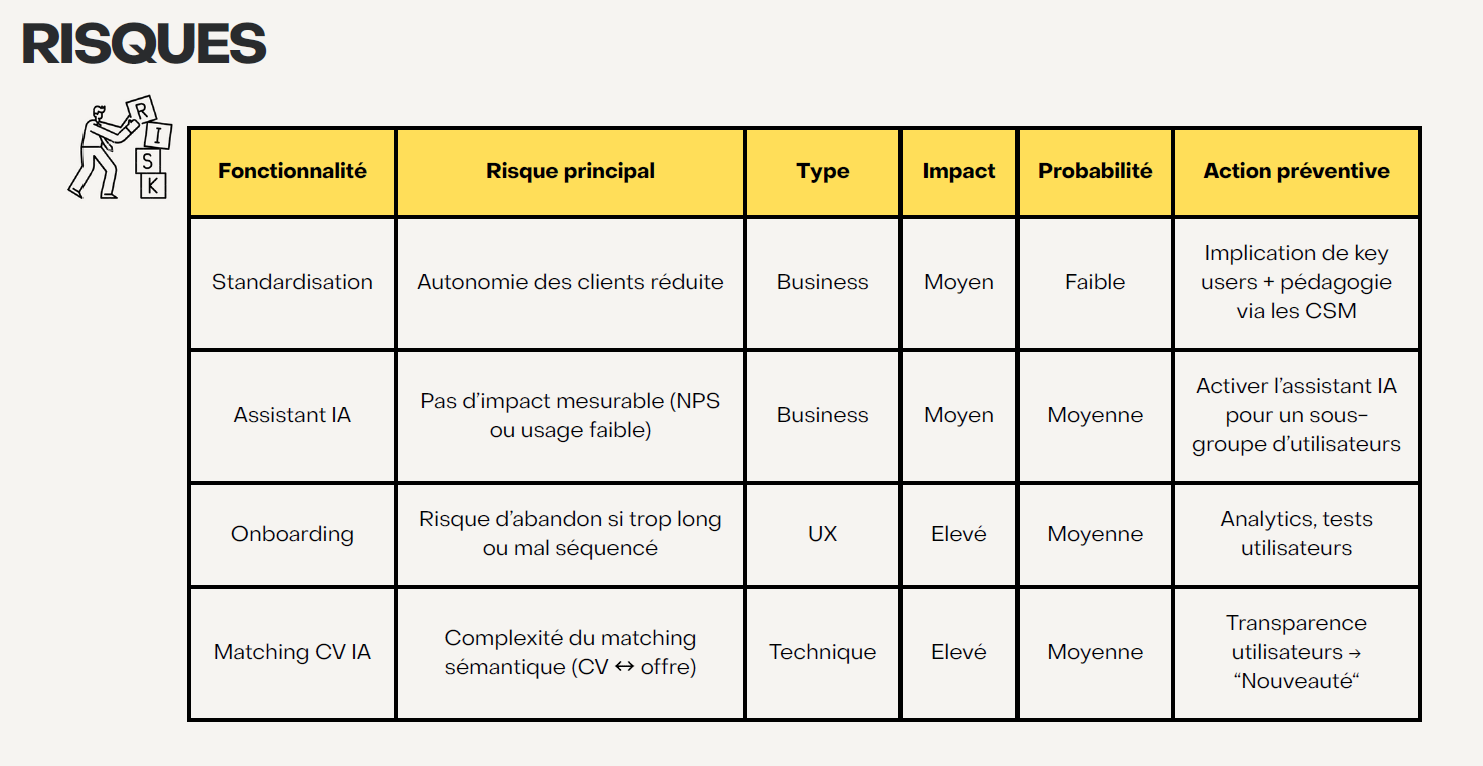 RISQUES
R
I
S
K
Fonctionnalité
Risque principal
Type
Impact
Probabilité
Action préventive
Standardisation
Autonomie des clients réduite
Business
Moyen
Faible
Implication de key
users + pédagogie
via les CSM
Assistant IA
Pas d’impact mesurable (NPS
ou usage faible)
Business
Moyen
Moyenne
Activer l’assistant IA
pour un sous-
groupe d’utilisateurs
Onboarding
Risque d’abandon si trop long
ou mal séquencé
UX
Elevé
Moyenne
Analytics, tests
utilisateurs
Matching CV IA
Complexité du matching
sémantique (CV ↔ offre)
Technique
Elevé
Moyenne
Transparence
utilisateurs →
“Nouveauté“